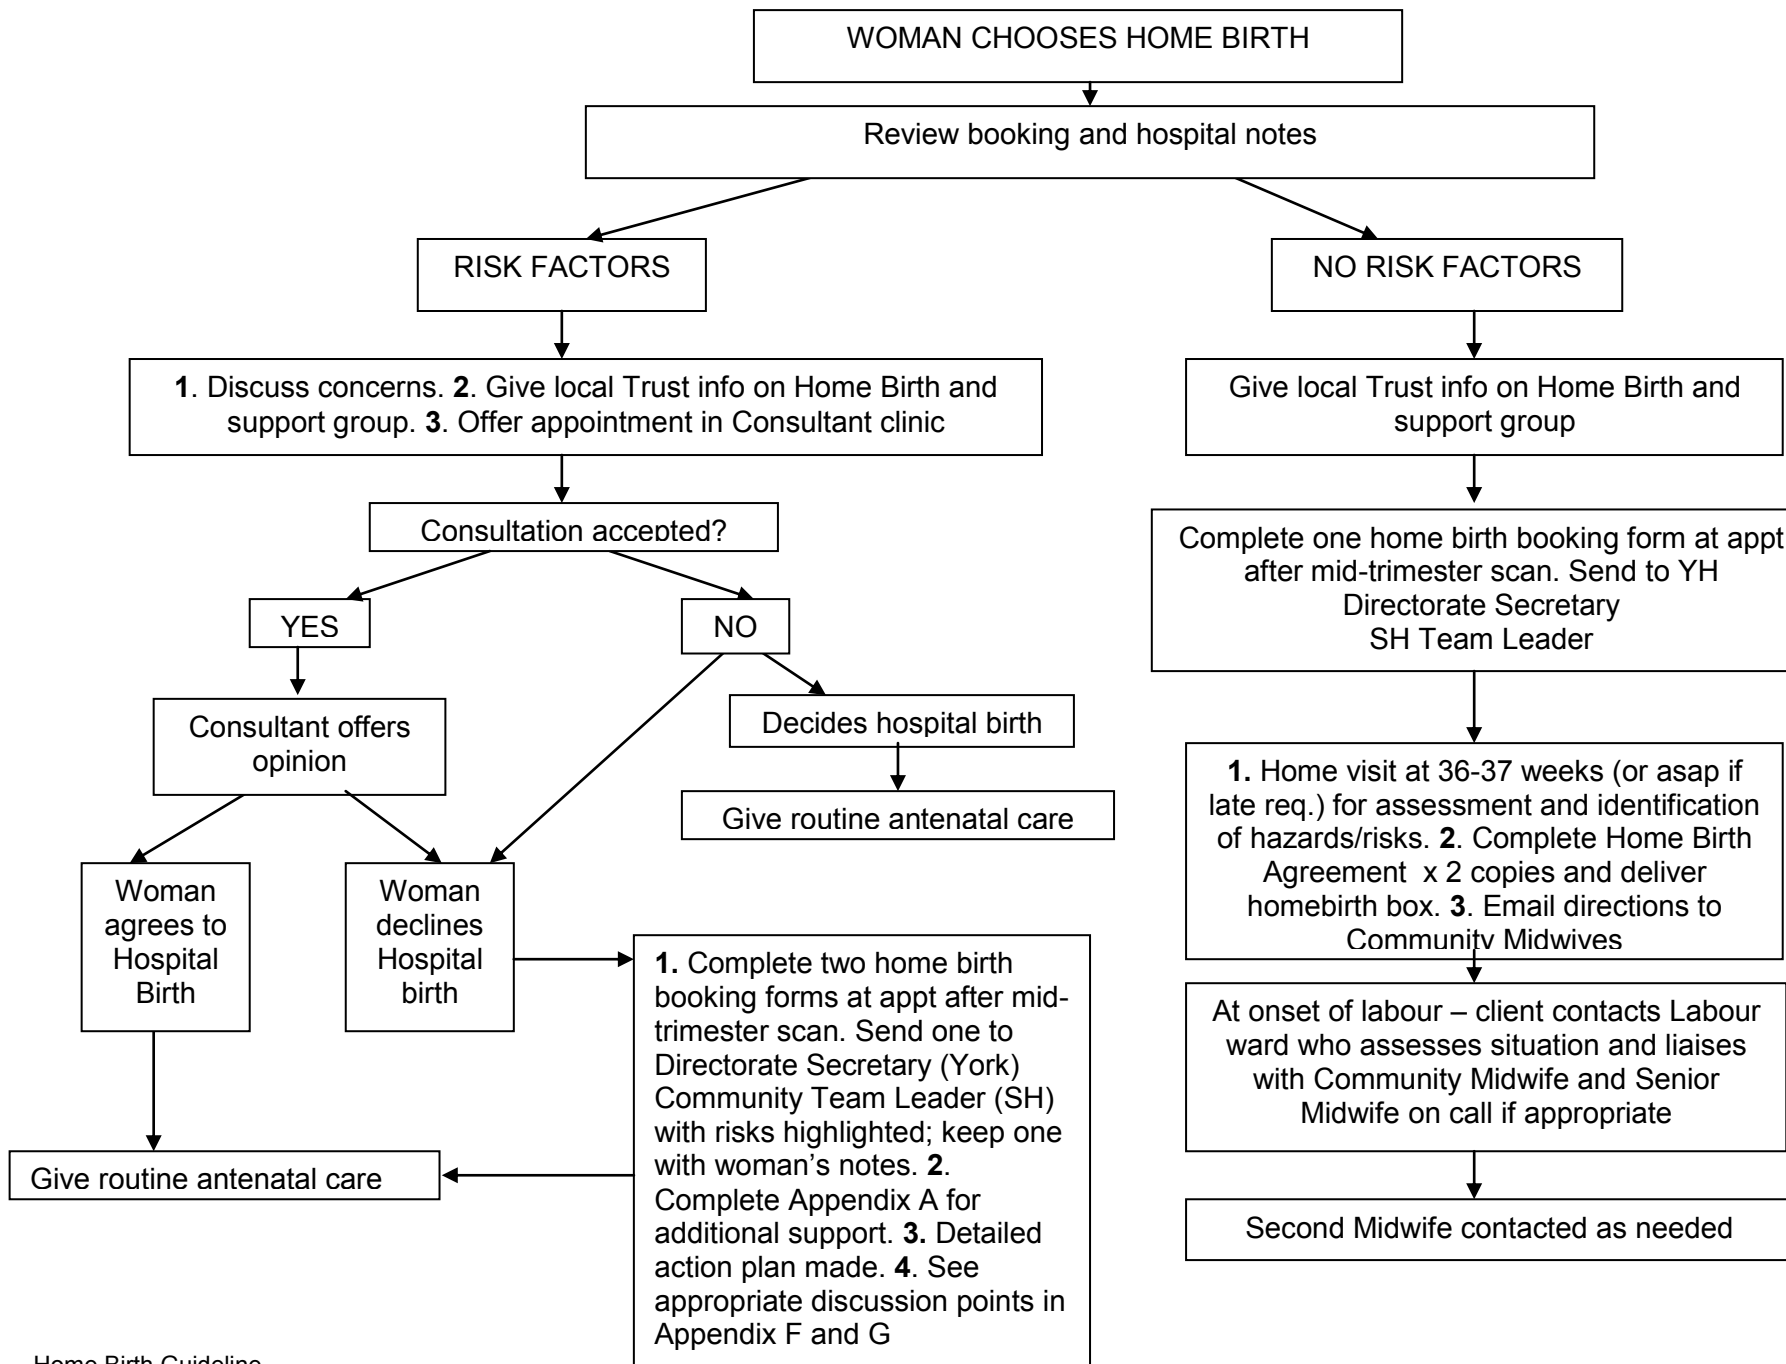 WOMAN CHOOSES HOME BIRTH
Review booking and hospital notes
RISK FACTORS
NO RISK FACTORS
1. Discuss concerns. 2. Give local Trust info on Home Birth and
support group. 3. Offer appointment in Consultant clinic
Give local Trust info on Home Birth and
support group
Consultation accepted?
Complete one home birth booking form at appt
after mid-trimester scan. Send to YH
Directorate Secretary
SH Team Leader
YES
NO
Consultant offers
opinion
Decides hospital birth
Give routine antenatal care
1. Home visit at 36-37 weeks (or asap if
late req.) for assessment and identification
of hazards/risks. 2. Complete Home Birth
Agreement x 2 copies and deliver
homebirth box. 3. Email directions to
Community Midwives
Woman
agrees to
Hospital
Birth
Woman
declines
Hospital
birth
1. Complete two home birth
booking forms at appt after mid-
trimester scan. Send one to
Directorate Secretary (York)
Community Team Leader (SH)
with risks highlighted; keep one
with woman’s notes. 2.
Complete Appendix A for
additional support. 3. Detailed
action plan made. 4. See
appropriate discussion points in
Appendix F and G
At onset of labour – client contacts Labour
ward who assesses situation and liaises
with Community Midwife and Senior
Midwife on call if appropriate
Give routine antenatal care
Second Midwife contacted as needed
Home Birth Guideline